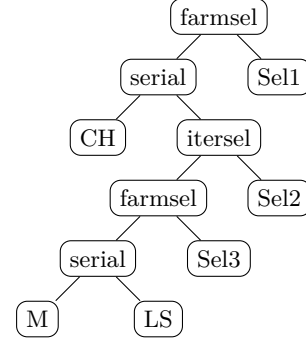 farmsel
serial Sel1
CH itersel
farmsel Sel2
serial Sel3
M LS